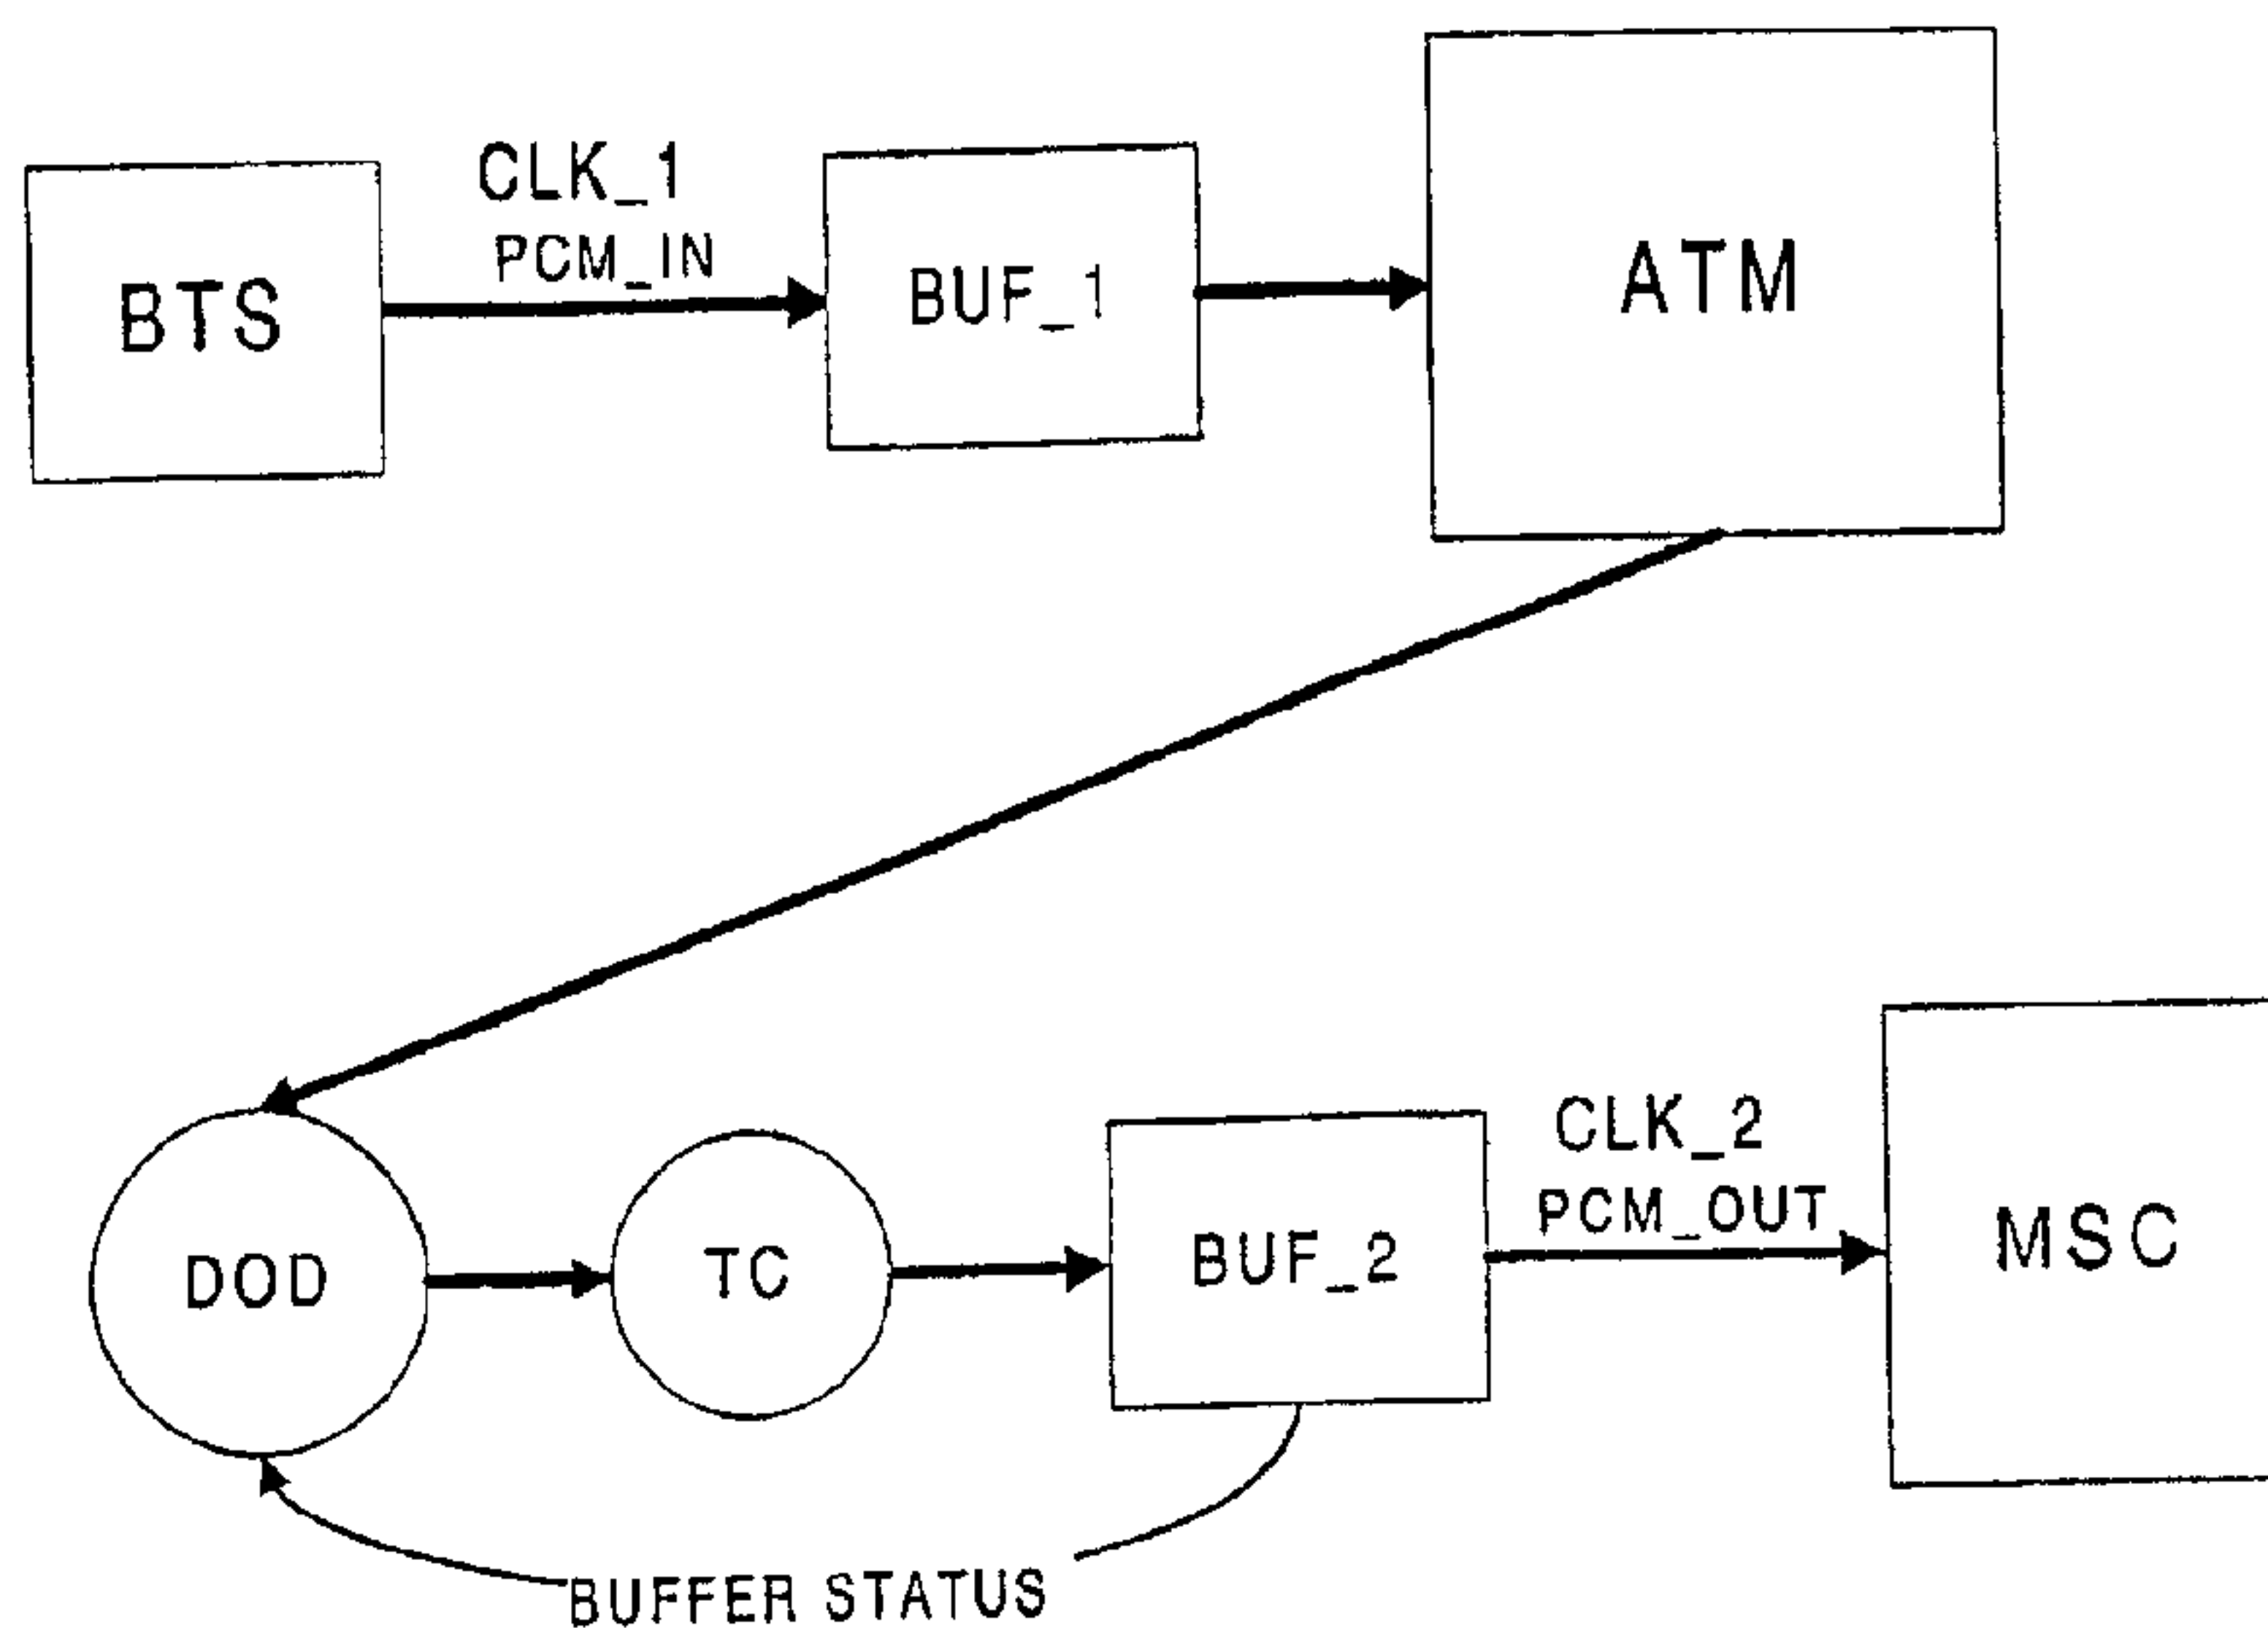 BTS
CLK_1
PCM_IN
BUF_1
ATM
DOD
TC
BUF_2
CLK_2
PCM_OUT
MSC
BUFFER STATUS